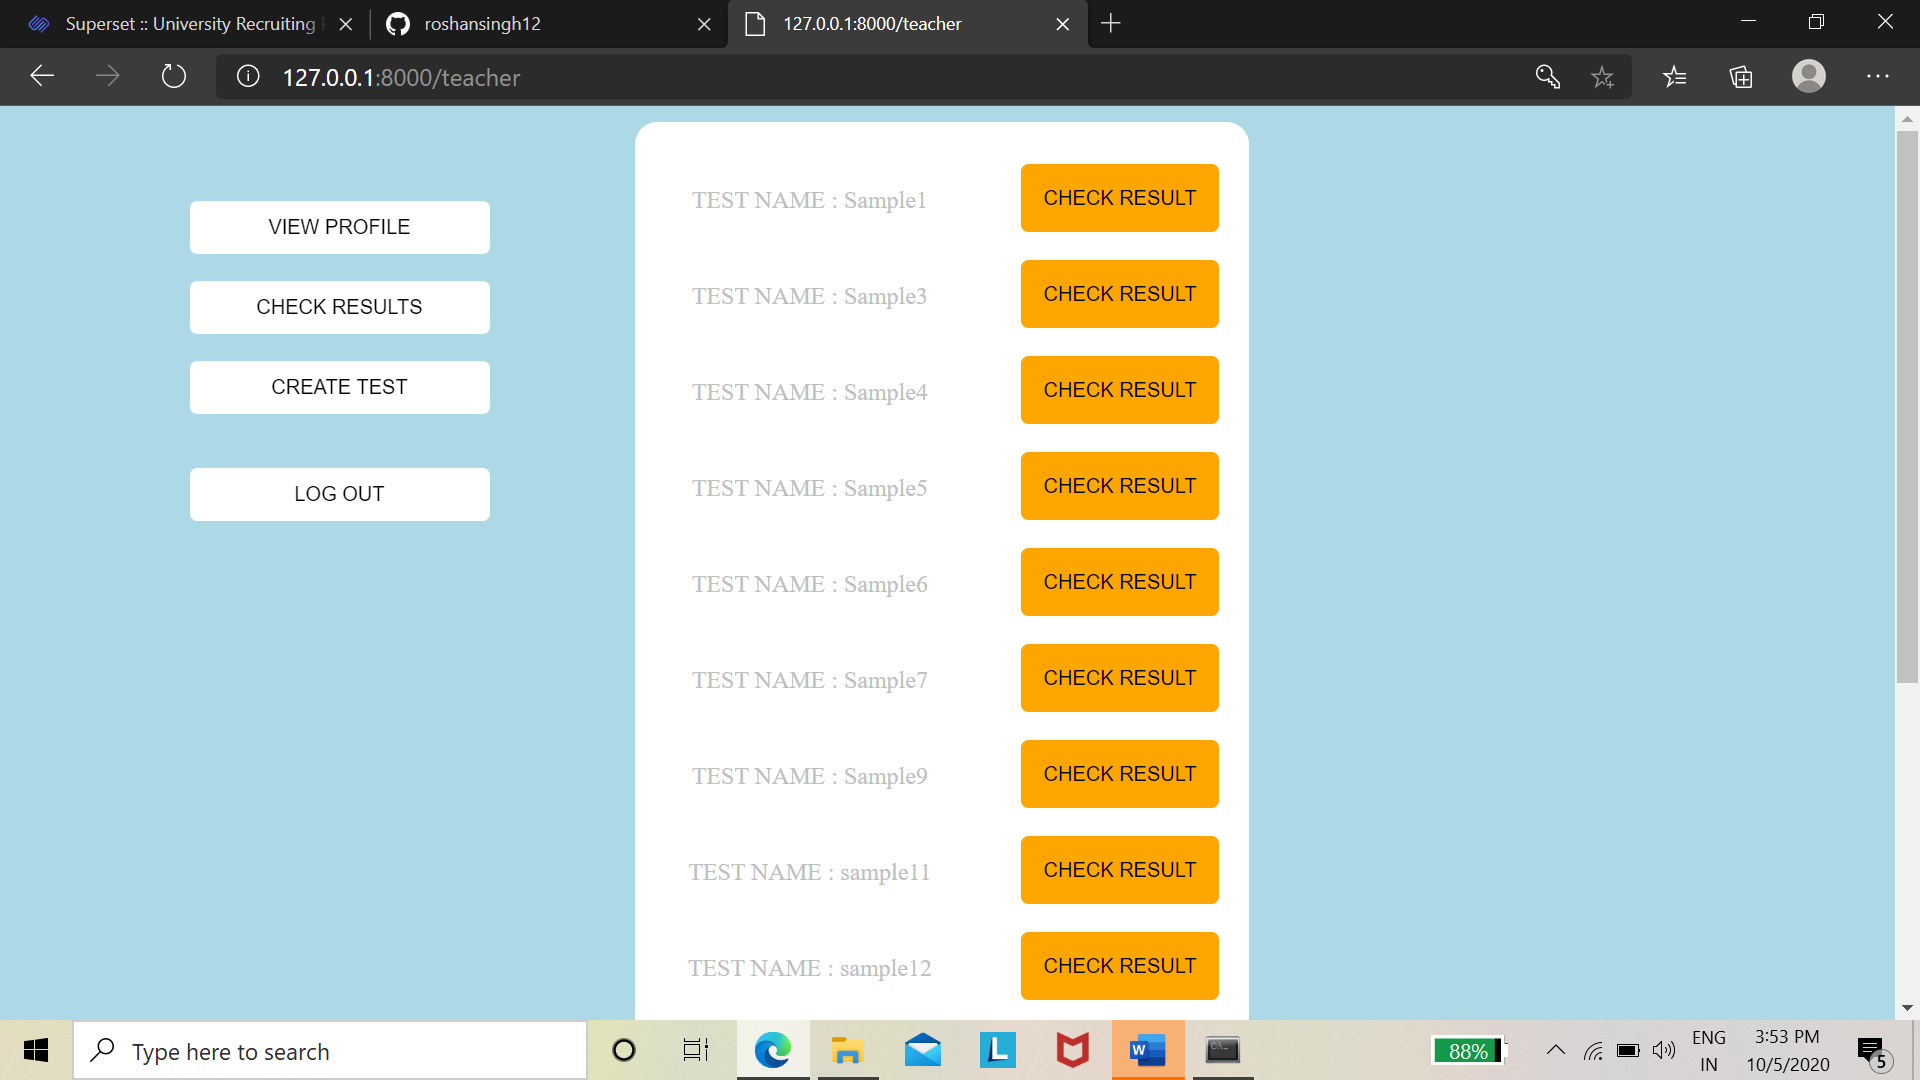 Superset :: University Recruiting
roshansingh12
127.0.0.1:8000/teacher
127.0.0.1:8000/teacher
VIEW PROFILE
CHECK RESULTS
CREATE TEST
LOG OUT
TEST NAME : Sample1
CHECK RESULT
TEST NAME : Sample3
CHECK RESULT
TEST NAME : Sample4
CHECK RESULT
TEST NAME : Sample5
CHECK RESULT
TEST NAME : Sample6
CHECK RESULT
TEST NAME : Sample7
CHECK RESULT
TEST NAME : Sample9
CHECK RESULT
TEST NAME : sample11
CHECK RESULT
TEST NAME : sample12
CHECK RESULT
Type here to search
L
W
88%
ENG
IN
3:53 PM
10/5/2020
5